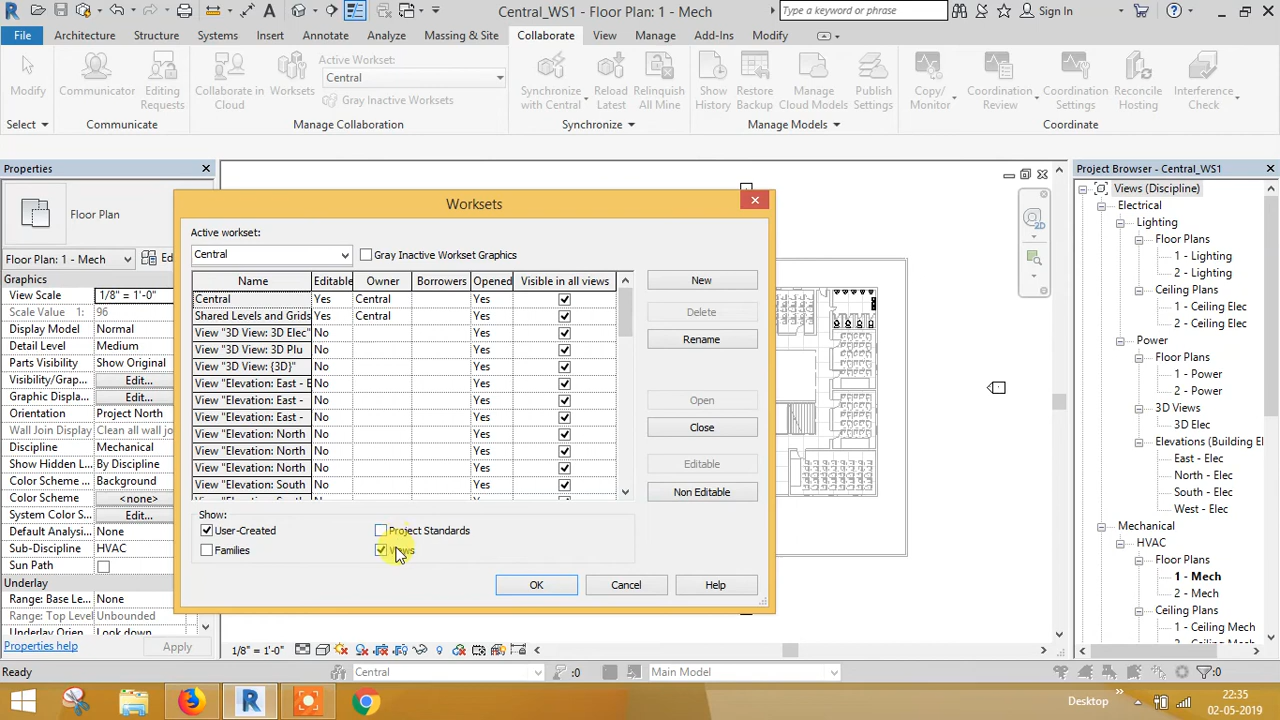 Central_WS1 - Floor Plan: 1 - Mech
Type a keyword or phrase
Sign In
File
Architecture
Structure
Systems
Insert
Annotate
Analyze
Massing & Site
Collaborate
View
Manage
Add-Ins
Modify
Modify
Select
Communicator
Editing Requests
Communicate
Collaborate in Cloud
Worksets
Active Workset:
Central
Gray Inactive Worksets
Manage Collaboration
Synchronize with Central
Reload Latest
Relinquish All Mine
Synchronize
Show History
Restore Backup
Manage Cloud Models
Publish Settings
Manage Models
Copy/ Monitor
Coordination Review
Coordination Settings
Reconcile Hosting
Interference Check
Coordinate
Properties
Floor Plan
Floor Plan: 1 - Mech
Graphics
View Scale 1/8" = 1'-0"
Scale Value 1: 96
Display Model Normal
Detail Level Medium
Parts Visibility Show Original
Visibility/Grap... Edit...
Graphic Displa... Edit...
Orientation Project North
Wall Join Display Clean all wall jo
Discipline Mechanical
Show Hidden L... By Discipline
Color Scheme ... Background
Color Scheme <none>
System Color S... Edit...
Default Analysi... None
Sub-Discipline HVAC
Sun Path
Underlay
Range: Base Le... None
Range: Top Level Unbounded
Underlay Orien... Look down
Properties help
Apply
Worksets
Active workset:
Central
Gray Inactive Workset Graphics
Name Editable Owner Borrowers Opened Visible in all views
Central Yes Central Yes
Shared Levels and Grids Yes Central Yes
View "3D View: 3D Elec" No Yes
View "3D View: 3D Plu No Yes
View "3D View: {3D}" No Yes
View "Elevation: East - E No Yes
View "Elevation: East - No Yes
View "Elevation: East - No Yes
View "Elevation: North No Yes
View "Elevation: North No Yes
View "Elevation: North No Yes
View "Elevation: South No Yes
New
Delete
Rename
Open
Close
Editable
Non Editable
Show:
User-Created
Project Standards
Families
Views
OK
Cancel
Help
Project Browser - Central_WS1
Views (Discipline)
Electrical
Lighting
Floor Plans
1 - Lighting
2 - Lighting
Ceiling Plans
1 - Ceiling Elec
2 - Ceiling Elec
Power
Floor Plans
1 - Power
2 - Power
3D Views
3D Elec
Elevations (Building El
East - Elec
North - Elec
South - Elec
West - Elec
Mechanical
HVAC
Floor Plans
1 - Mech
2 - Mech
Ceiling Plans
1 - Ceiling Mech
1/8" = 1'-0"
Ready
Central
:0
Main Model
:0
Desktop
22:35
02-05-2019